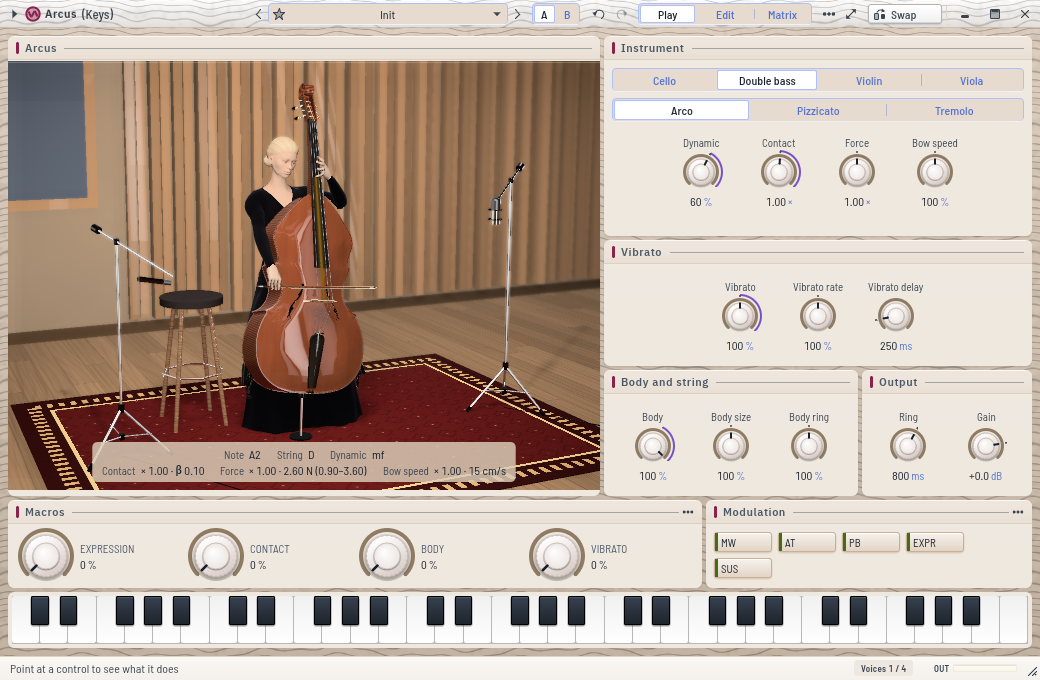 Arcus (Keys)
Init
A B
Play Edit Matrix
Swap
Arcus
Note A2 String D Dynamic mf
Contact × 1.00 · β 0.10 Force × 1.00 · 2.60 N (0.90–3.60) Bow speed × 1.00 · 15 cm/s
Instrument
Cello Double bass Violin Viola
Arco Pizzicato Tremolo
Dynamic Contact Force Bow speed
60 % 1.00 × 1.00 × 100 %
Vibrato
Vibrato Vibrato rate Vibrato delay
100 % 100 % 250 ms
Body and string
Body Body size Body ring
100 % 100 % 100 %
Output
Ring Gain
800 ms +0.0 dB
Macros
EXPRESSION
0 %
CONTACT
0 %
BODY
0 %
VIBRATO
0 %
Modulation
MW AT PB EXPR
SUS
Point at a control to see what it does
Voices 1 / 4
OUT